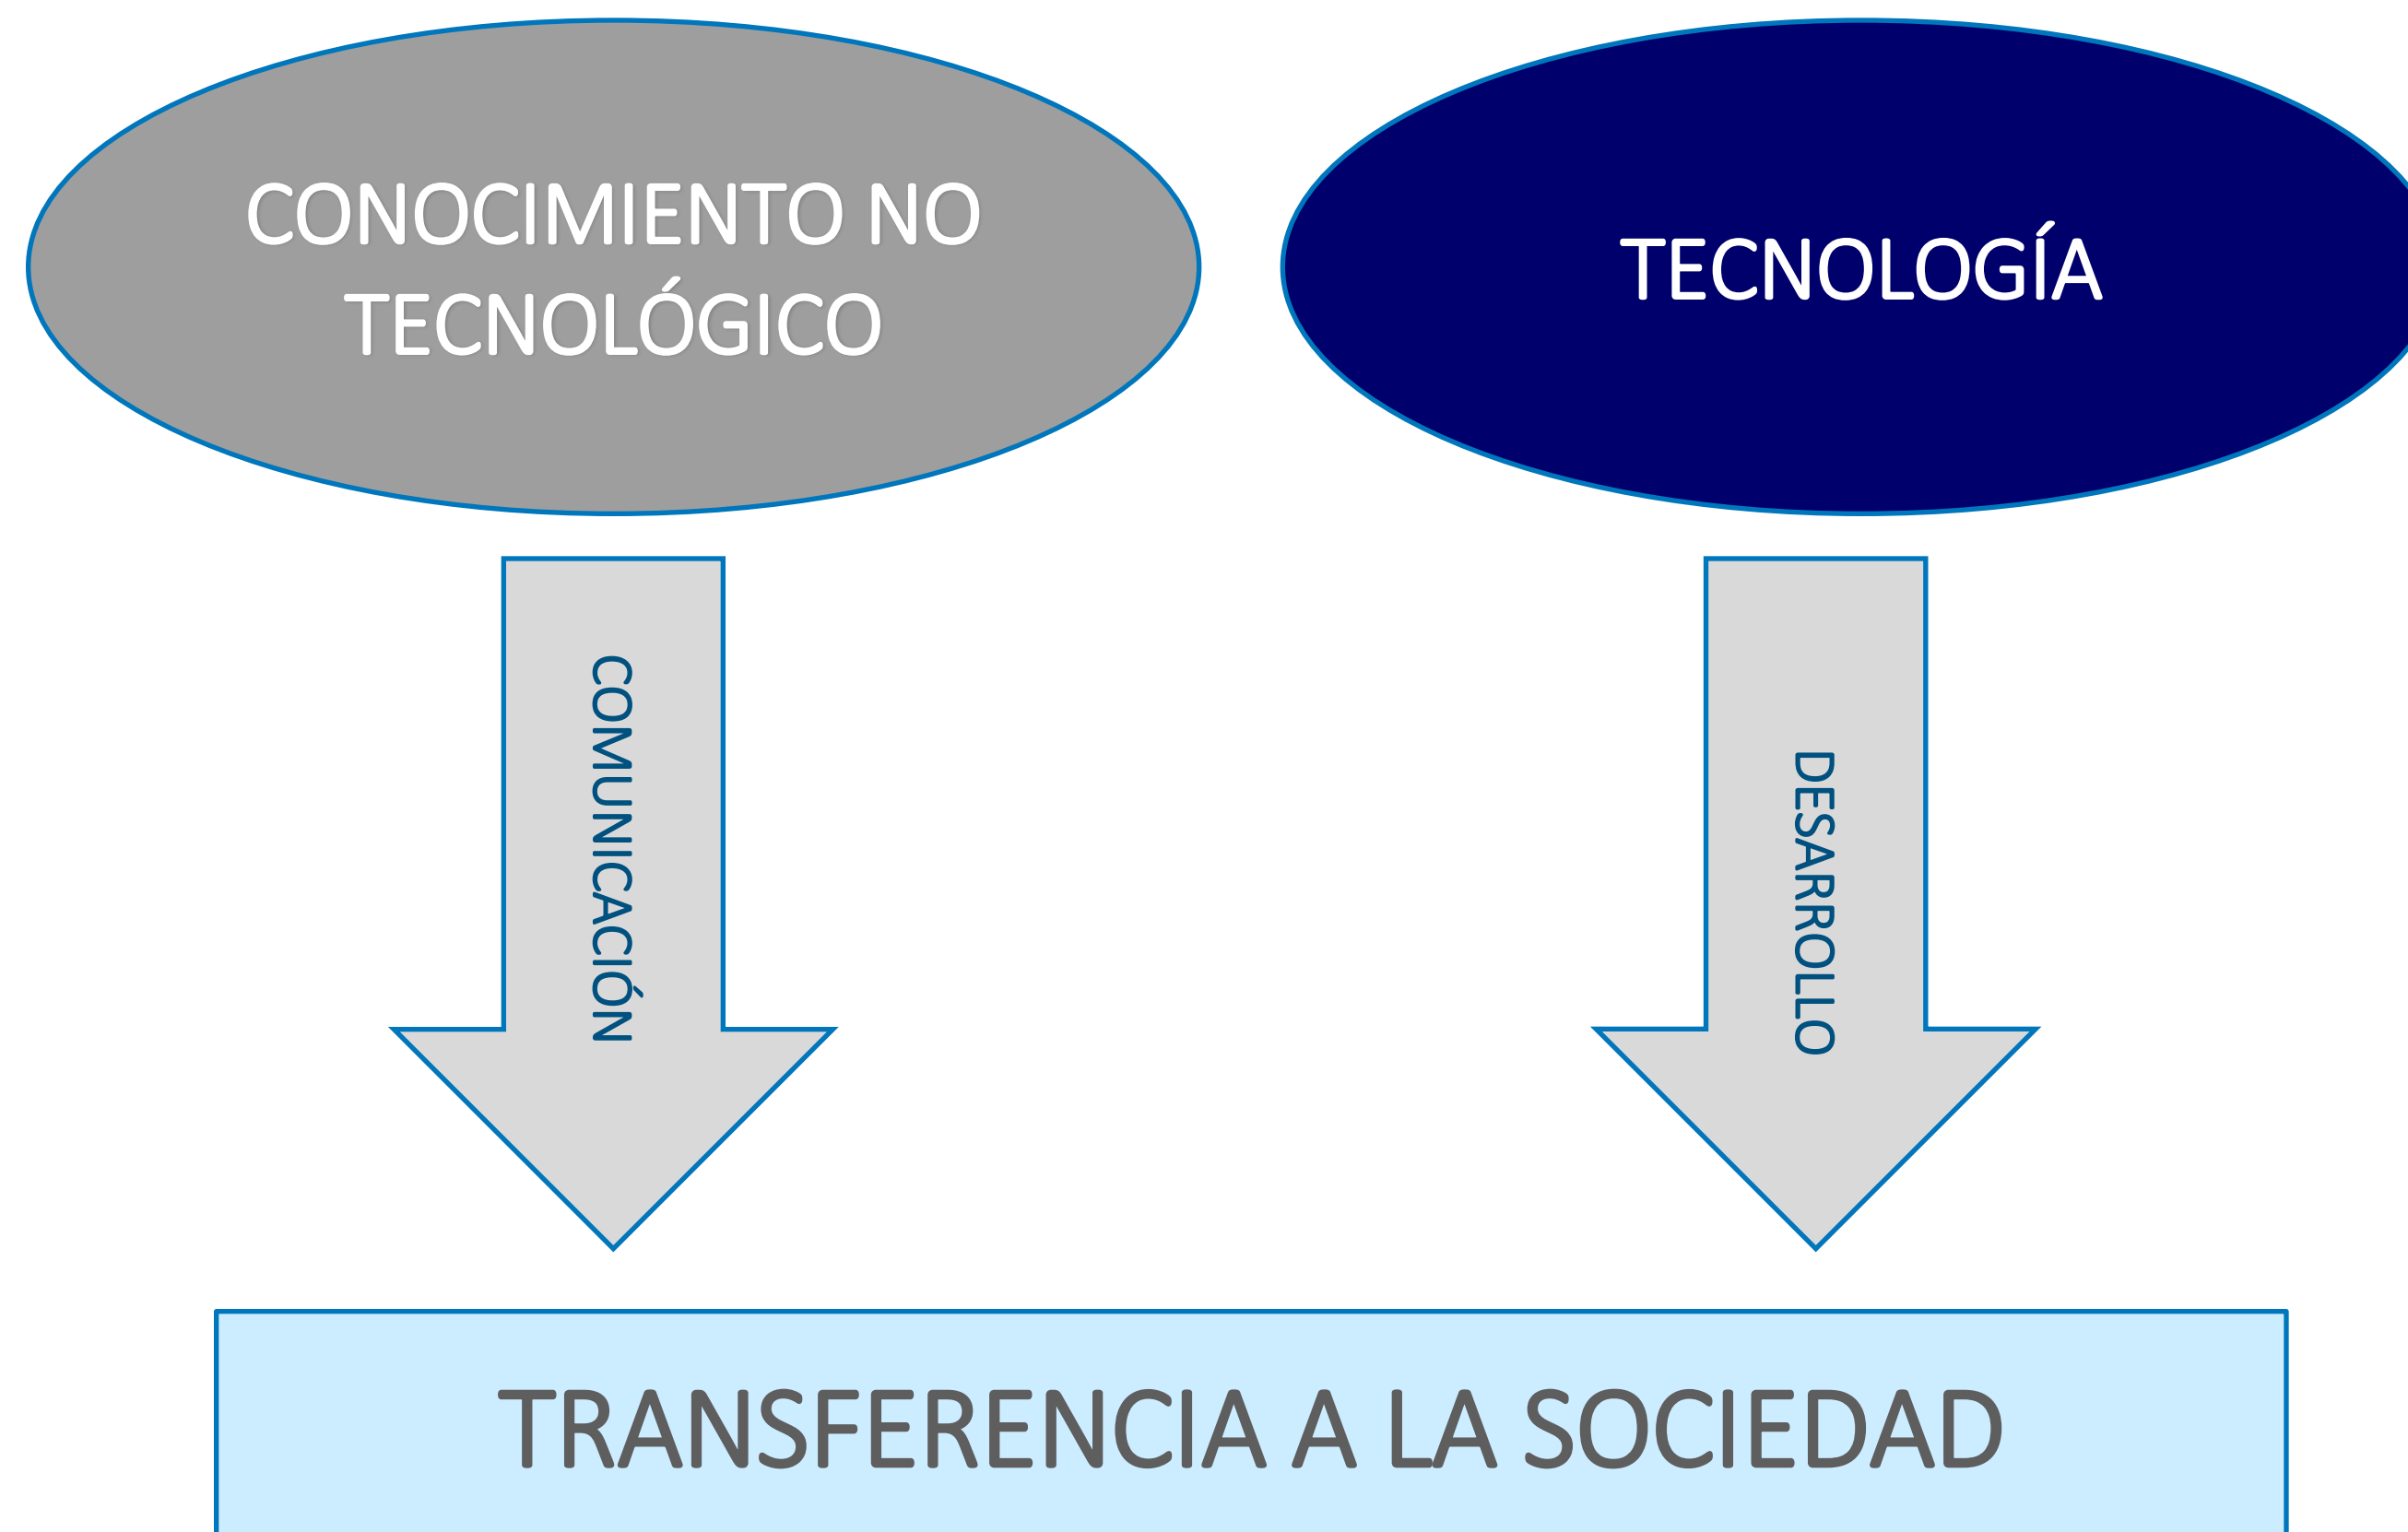 CONOCIMIENTO NO
TECNOLÓGICO
TECNOLOGÍA
COMUNICACIÓN
DESARROLLO
TRANSFERENCIA A LA SOCIEDAD